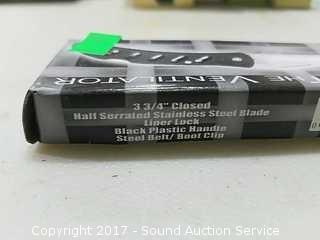 THE VENTILATOR
3 3/4" Closed
Half Serrated Stainless Steel Blade
Liner Lock
Black Plastic Handle
Steel Belt/ Boot Clip
Copyright 2017 - Sound Auction Service